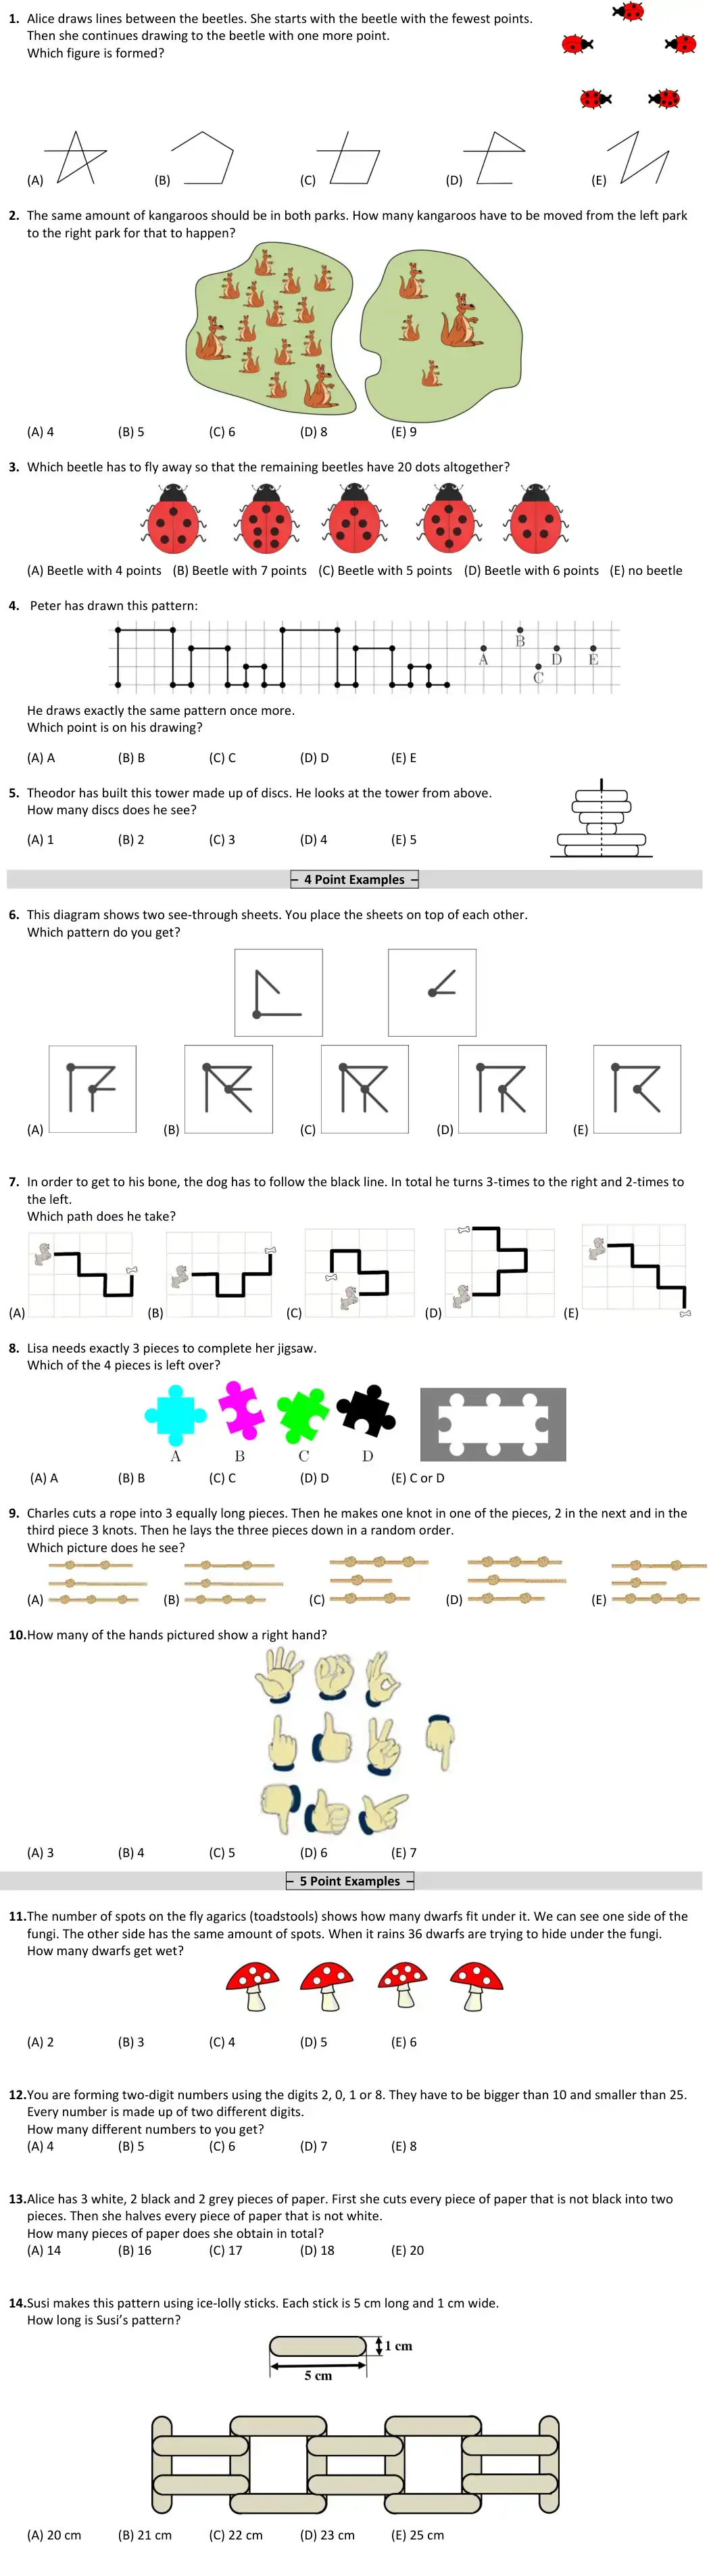 1. Alice draws lines between the beetles. She starts with the beetle with the fewest points.
Then she continues drawing to the beetle with one more point.
Which figure is formed?
(A) (B) (C) (D) (E)
2. The same amount of kangaroos should be in both parks. How many kangaroos have to be moved from the left park
to the right park for that to happen?
(A) 4 (B) 5 (C) 6 (D) 8 (E) 9
3. Which beetle has to fly away so that the remaining beetles have 20 dots altogether?
(A) Beetle with 4 points (B) Beetle with 7 points (C) Beetle with 5 points (D) Beetle with 6 points (E) no beetle
4. Peter has drawn this pattern:
A B C D E
He draws exactly the same pattern once more.
Which point is on his drawing?
(A) A (B) B (C) C (D) D (E) E
5. Theodor has built this tower made up of discs. He looks at the tower from above.
How many discs does he see?
(A) 1 (B) 2 (C) 3 (D) 4 (E) 5
– 4 Point Examples –
6. This diagram shows two see-through sheets. You place the sheets on top of each other.
Which pattern do you get?
(A) (B) (C) (D) (E)
7. In order to get to his bone, the dog has to follow the black line. In total he turns 3-times to the right and 2-times to
the left.
Which path does he take?
(A) (B) (C) (D) (E)
8. Lisa needs exactly 3 pieces to complete her jigsaw.
Which of the 4 pieces is left over?
A B C D
(A) A (B) B (C) C (D) D (E) C or D
9. Charles cuts a rope into 3 equally long pieces. Then he makes one knot in one of the pieces, 2 in the next and in the
third piece 3 knots. Then he lays the three pieces down in a random order.
Which picture does he see?
(A) (B) (C) (D) (E)
10.How many of the hands pictured show a right hand?
(A) 3 (B) 4 (C) 5 (D) 6 (E) 7
– 5 Point Examples –
11.The number of spots on the fly agarics (toadstools) shows how many dwarfs fit under it. We can see one side of the
fungi. The other side has the same amount of spots. When it rains 36 dwarfs are trying to hide under the fungi.
How many dwarfs get wet?
(A) 2 (B) 3 (C) 4 (D) 5 (E) 6
12.You are forming two-digit numbers using the digits 2, 0, 1 or 8. They have to be bigger than 10 and smaller than 25.
Every number is made up of two different digits.
How many different numbers to you get?
(A) 4 (B) 5 (C) 6 (D) 7 (E) 8
13.Alice has 3 white, 2 black and 2 grey pieces of paper. First she cuts every piece of paper that is not black into two
pieces. Then she halves every piece of paper that is not white.
How many pieces of paper does she obtain in total?
(A) 14 (B) 16 (C) 17 (D) 18 (E) 20
14.Susi makes this pattern using ice-lolly sticks. Each stick is 5 cm long and 1 cm wide.
How long is Susi’s pattern?
1 cm
5 cm
(A) 20 cm (B) 21 cm (C) 22 cm (D) 23 cm (E) 25 cm